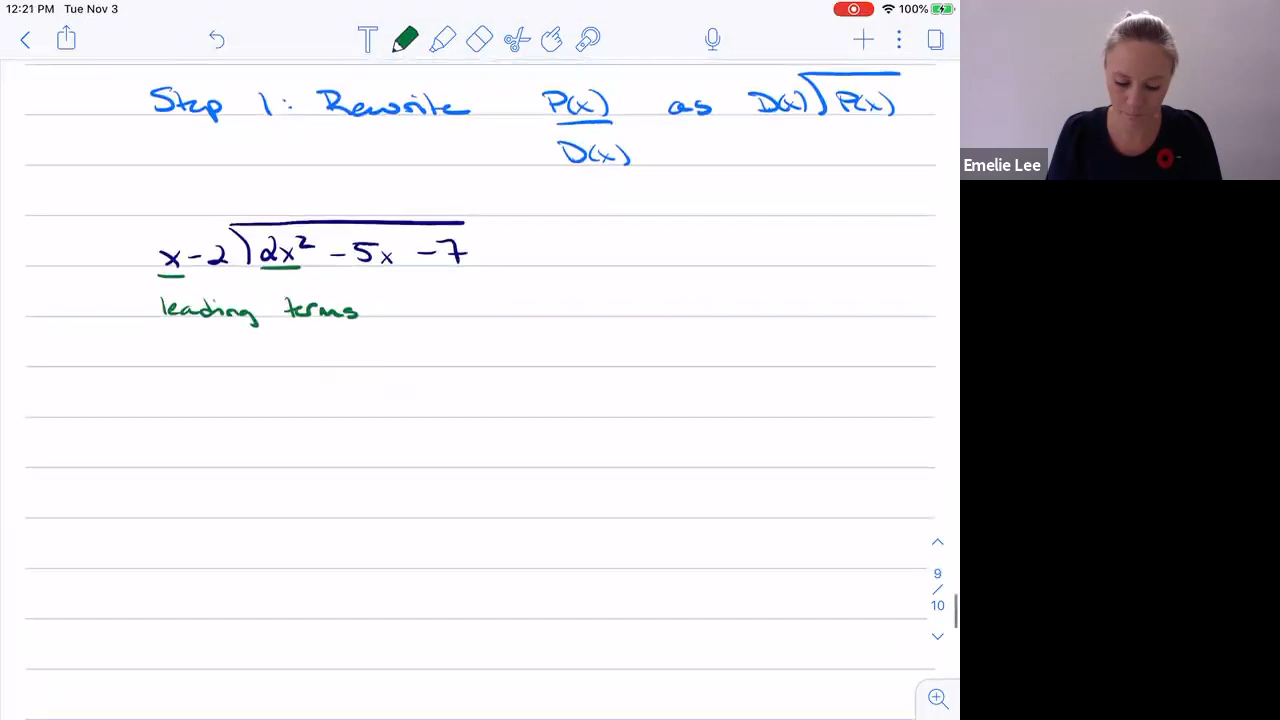 12:21 PM Tue Nov 3 100%
Step 1: Rewrite P(x)/D(x) as D(x)⟌P(x)
x - 2⟌2x² - 5x - 7
leading terms
Emelie Lee
9
/
10